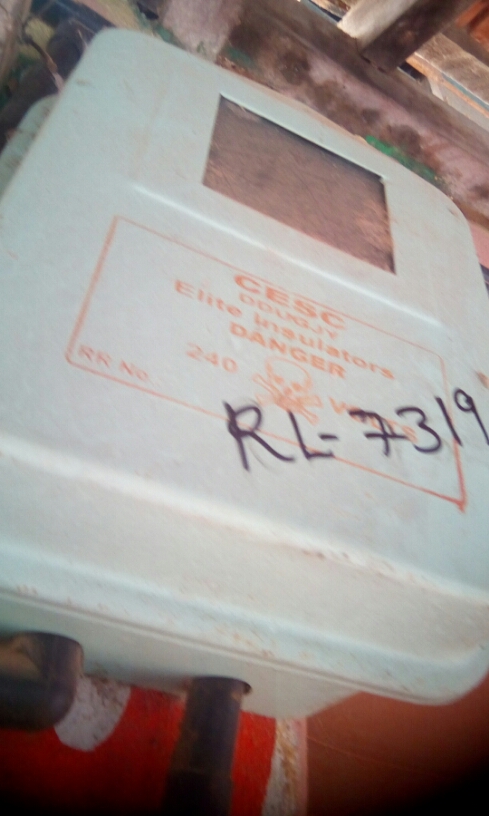 CESC
DDUGJY
Elite Insulators
DANGER
240
RR No
RL-7319